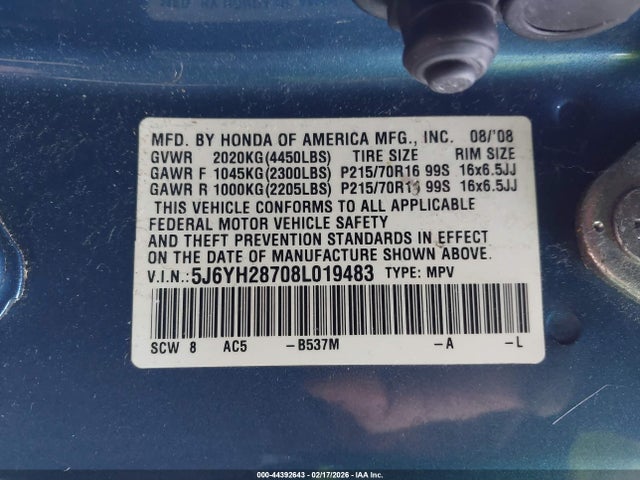 MFD. BY HONDA OF AMERICA MFG., INC. 08/'08
GVWR 2020KG(4450LBS) TIRE SIZE RIM SIZE
GAWR F 1045KG(2300LBS) P215/70R16 99S 16x6.5JJ
GAWR R 1000KG(2205LBS) P215/70R16 99S 16x6.5JJ
THIS VEHICLE CONFORMS TO ALL APPLICABLE
FEDERAL MOTOR VEHICLE SAFETY
AND THEFT PREVENTION STANDARDS IN EFFECT
ON THE DATE OF MANUFACTURE SHOWN ABOVE.
V.I.N.: 5J6YH28708L019483 TYPE: MPV
SCW 8 AC5 -B537M -A -L
000-44392643 - 02/17/2026 - IAA Inc.